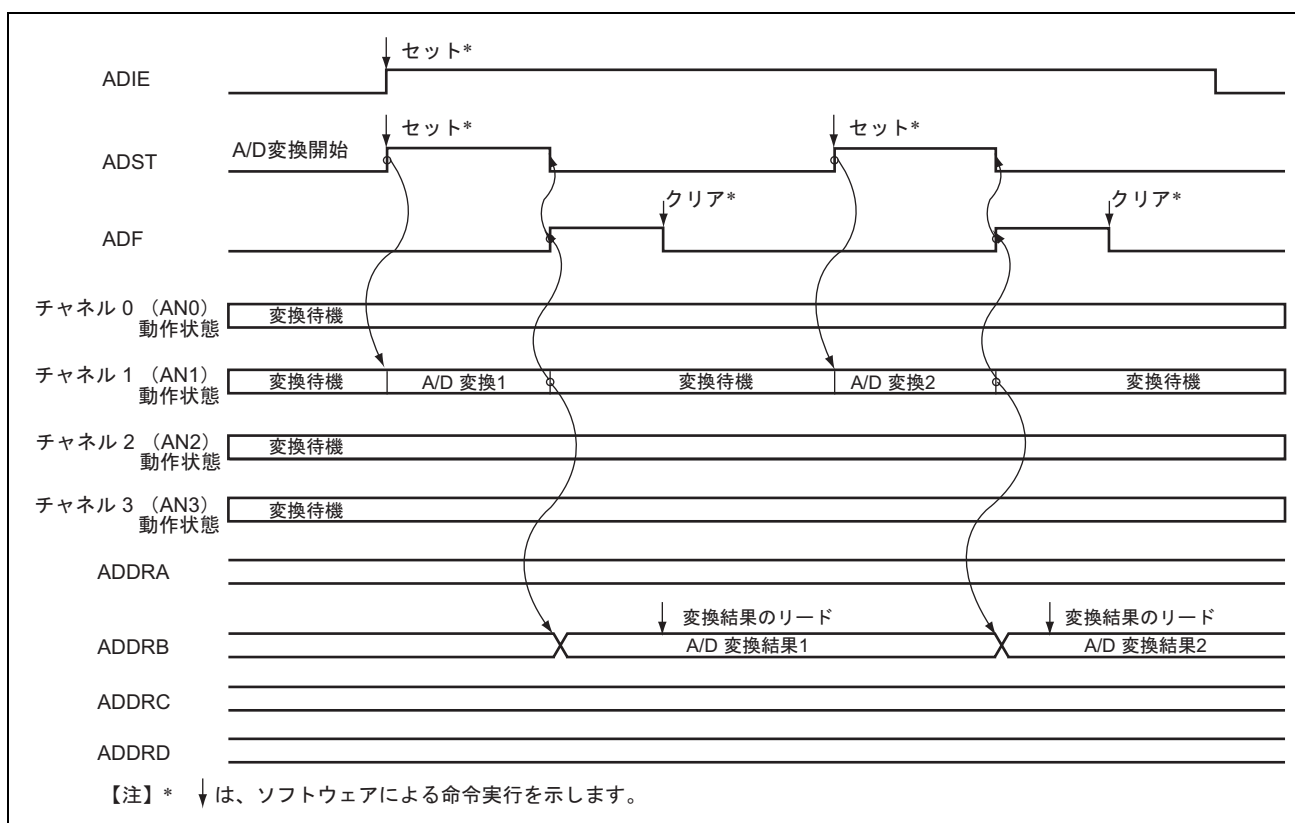 ADIE
セット*
ADST
A/D変換開始
セット*
セット*
ADF
クリア*
クリア*
チャネル 0 （AN0）
動作状態
変換待機
チャネル 1 （AN1）
動作状態
変換待機
A/D 変換1
変換待機
A/D 変換2
変換待機
チャネル 2 （AN2）
動作状態
変換待機
チャネル 3 （AN3）
動作状態
変換待機
ADDRA
ADDRB
変換結果のリード
A/D 変換結果1
変換結果のリード
A/D 変換結果2
ADDRC
ADDRD
【注】* ↓は、ソフトウェアによる命令実行を示します。